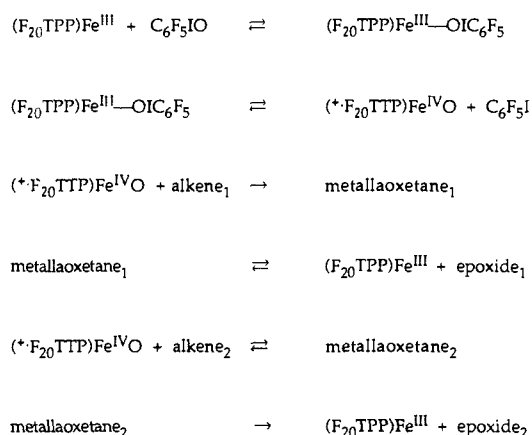 (F₂₀TPP)Feᴵᴵᴵ + C₆F₅IO ⇌ (F₂₀TPP)Feᴵᴵᴵ—OIC₆F₅
(F₂₀TPP)Feᴵᴵᴵ—OIC₆F₅ ⇌ (⁺·F₂₀TTP)FeᴵⱽO + C₆F₅I
(⁺·F₂₀TTP)FeᴵⱽO + alkene₁ → metallaoxetane₁
metallaoxetane₁ ⇌ (F₂₀TPP)Feᴵᴵᴵ + epoxide₁
(⁺·F₂₀TTP)FeᴵⱽO + alkene₂ ⇌ metallaoxetane₂
metallaoxetane₂ → (F₂₀TPP)Feᴵᴵᴵ + epoxide₂